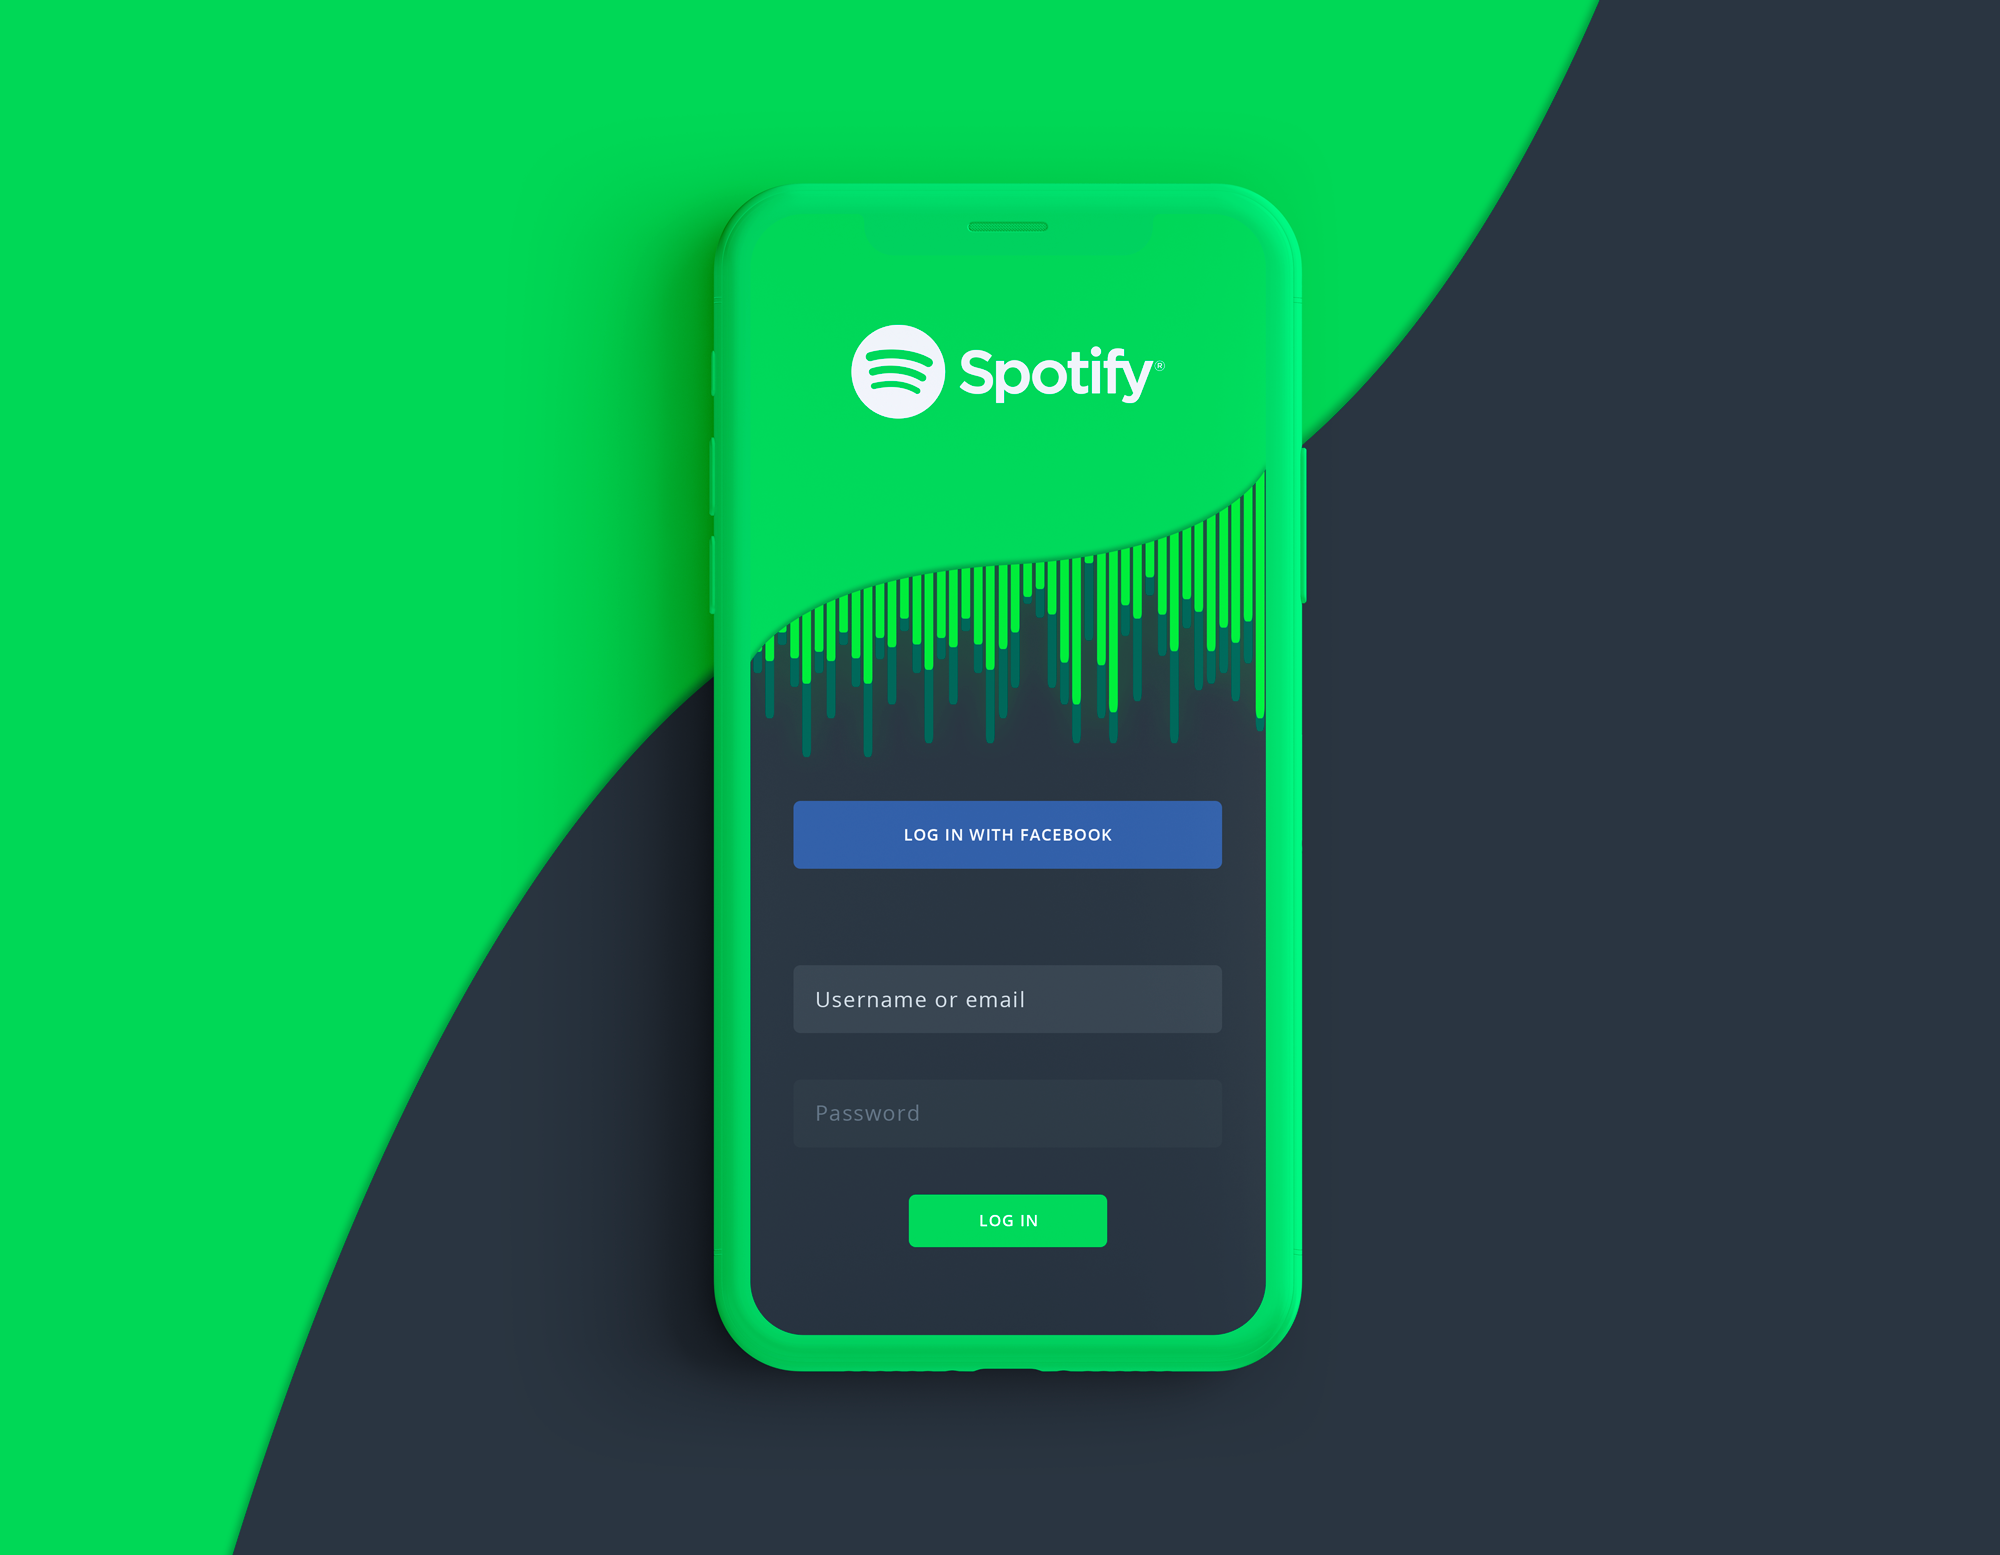 Spotify®
LOG IN WITH FACEBOOK
Username or email
Password
LOG IN